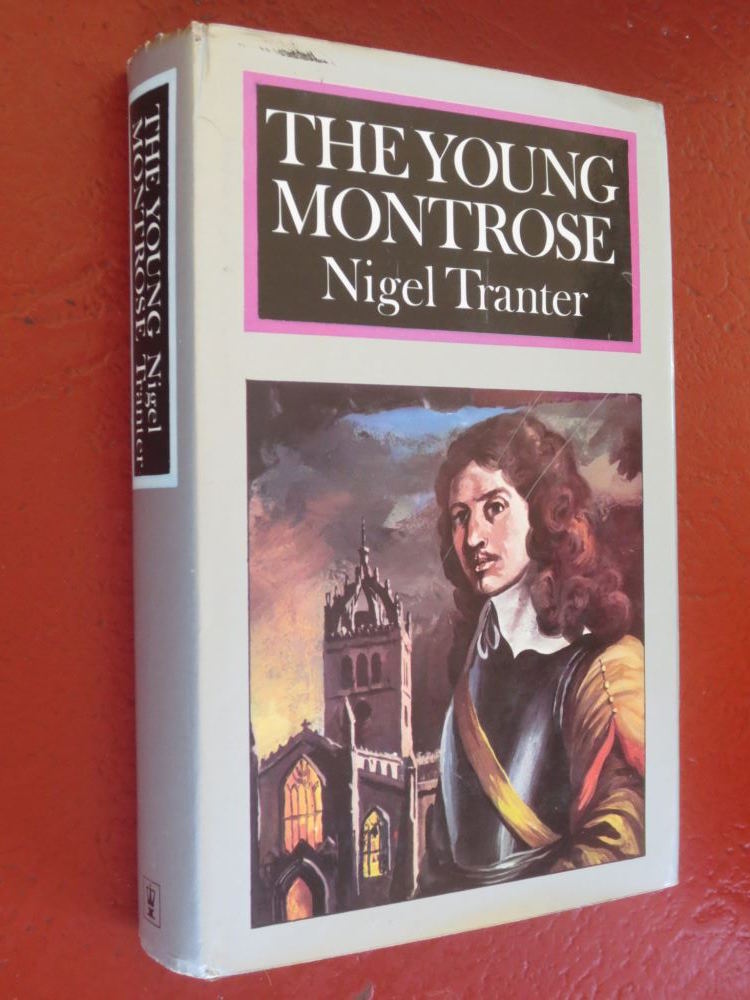 THE YOUNG
MONTROSE
Nigel Tranter
THE YOUNG Nigel
MONTROSE Tranter